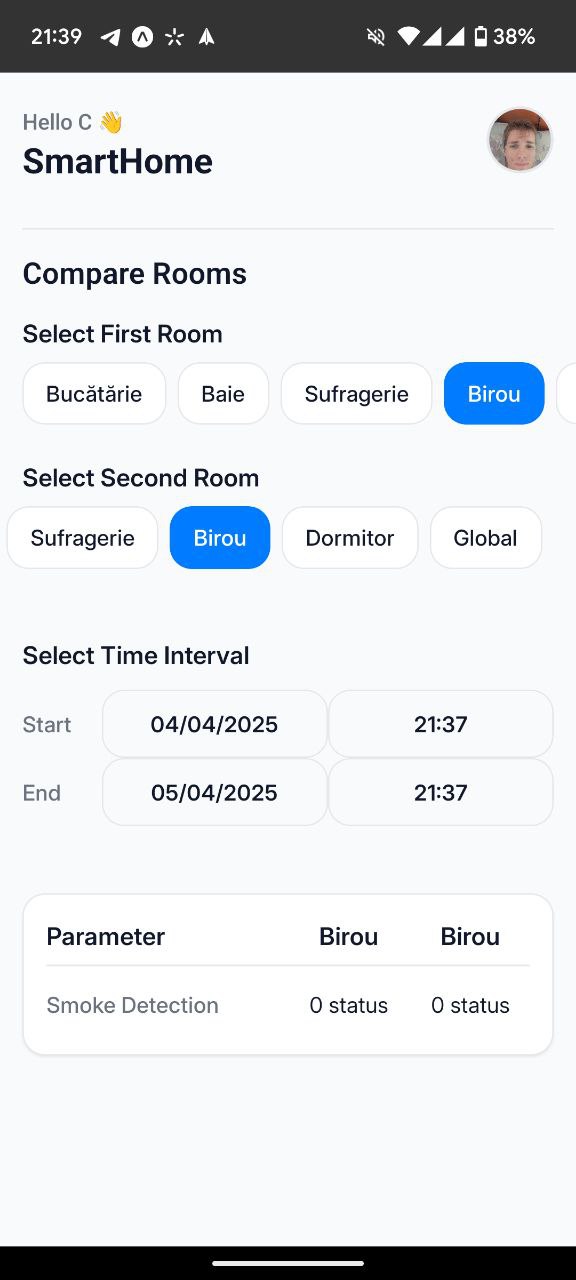 21:39 38%
Hello C 👋
SmartHome
Compare Rooms
Select First Room
Bucătărie Baie Sufragerie Birou
Select Second Room
Sufragerie Birou Dormitor Global
Select Time Interval
Start 04/04/2025 21:37
End 05/04/2025 21:37
Parameter Birou Birou
Smoke Detection 0 status 0 status